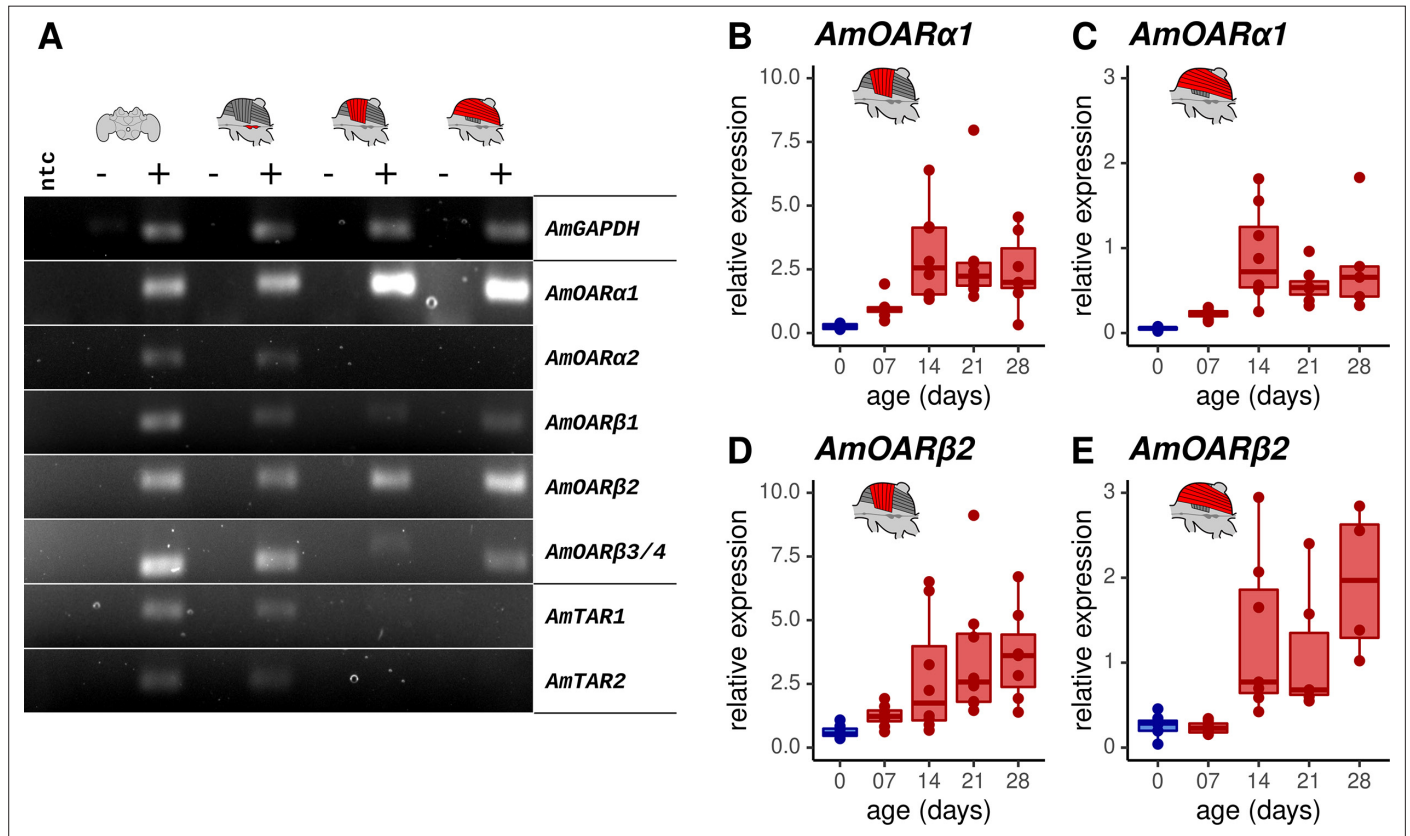 A
ntc
- + - + - + - +
AmGAPDH
AmOARα1
AmOARα2
AmOARβ1
AmOARβ2
AmOARβ3/4
AmTAR1
AmTAR2
B AmOARα1
relative expression
10.0
7.5
5.0
2.5
0.0
0 07 14 21 28
age (days)
C AmOARα1
relative expression
3
2
1
0
0 07 14 21 28
age (days)
D AmOARβ2
relative expression
10.0
7.5
5.0
2.5
0.0
0 07 14 21 28
age (days)
E AmOARβ2
relative expression
3
2
1
0
0 07 14 21 28
age (days)